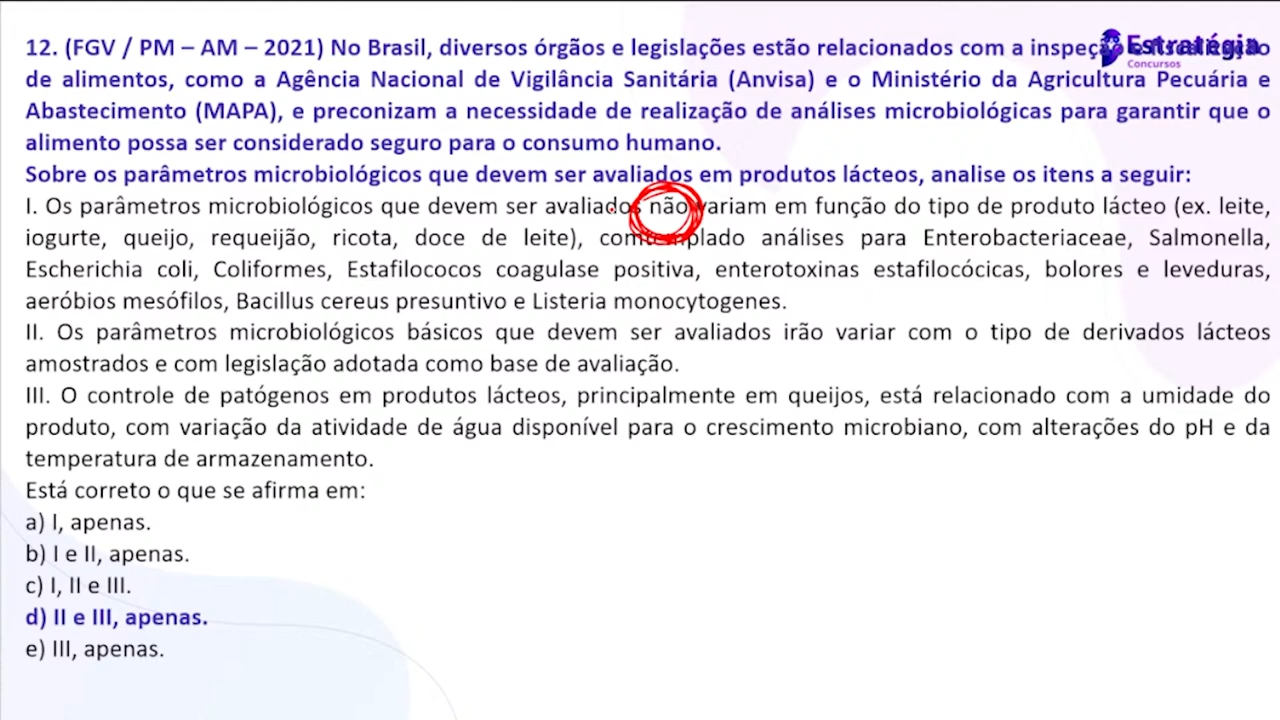 12. (FGV / PM – AM – 2021) No Brasil, diversos órgãos e legislações estão relacionados com a inspeção e fiscalização
Estratégia
Concursos
de alimentos, como a Agência Nacional de Vigilância Sanitária (Anvisa) e o Ministério da Agricultura Pecuária e
Abastecimento (MAPA), e preconizam a necessidade de realização de análises microbiológicas para garantir que o
alimento possa ser considerado seguro para o consumo humano.
Sobre os parâmetros microbiológicos que devem ser avaliados em produtos lácteos, analise os itens a seguir:
I. Os parâmetros microbiológicos que devem ser avaliados não variam em função do tipo de produto lácteo (ex. leite,
iogurte, queijo, requeijão, ricota, doce de leite), contemplado análises para Enterobacteriaceae, Salmonella,
Escherichia coli, Coliformes, Estafilococos coagulase positiva, enterotoxinas estafilocócicas, bolores e leveduras,
aeróbios mesófilos, Bacillus cereus presuntivo e Listeria monocytogenes.
II. Os parâmetros microbiológicos básicos que devem ser avaliados irão variar com o tipo de derivados lácteos
amostrados e com legislação adotada como base de avaliação.
III. O controle de patógenos em produtos lácteos, principalmente em queijos, está relacionado com a umidade do
produto, com variação da atividade de água disponível para o crescimento microbiano, com alterações do pH e da
temperatura de armazenamento.
Está correto o que se afirma em:
a) I, apenas.
b) I e II, apenas.
c) I, II e III.
d) II e III, apenas.
e) III, apenas.